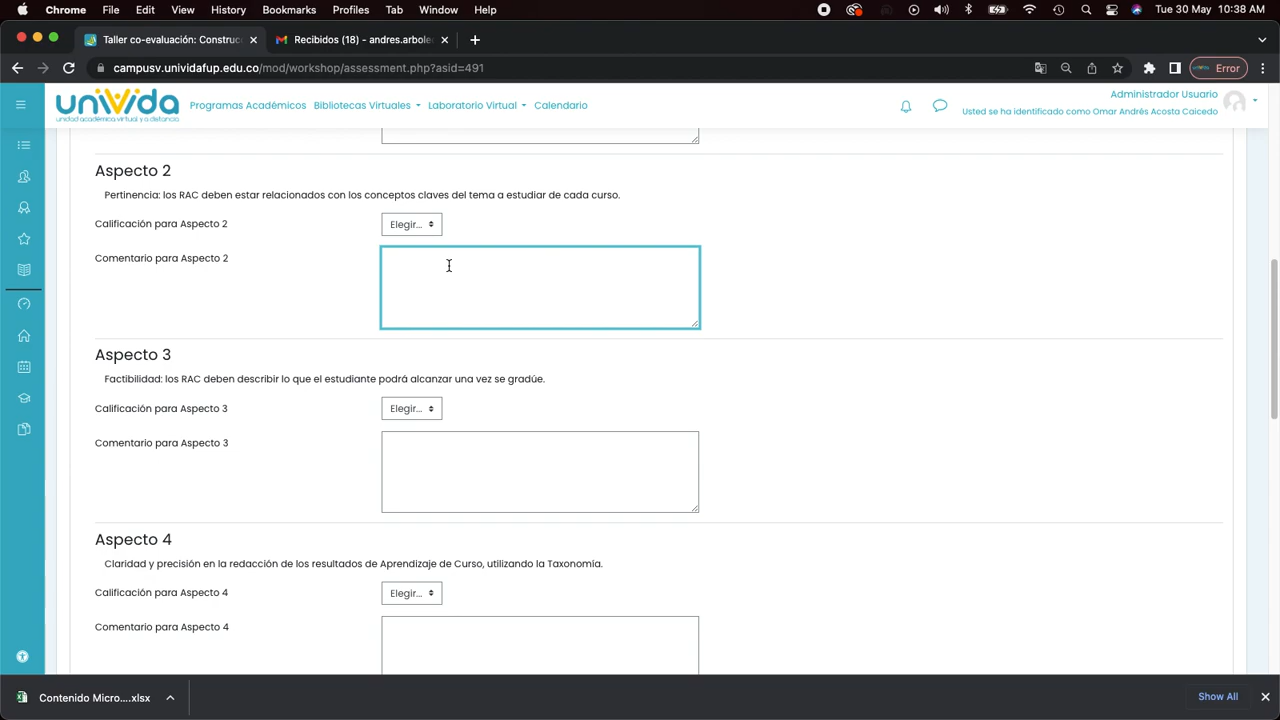 Chrome File Edit View History Bookmarks Profiles Tab Window Help Tue 30 May 10:38 AM
Taller co-evaluación: Construc
Recibidos (18) - andres.arbole
campusv.unividafup.edu.co/mod/workshop/assessment.php?asid=491
Error
univida
unidad académica virtual y a distancia
Programas Académicos
Bibliotecas Virtuales
Laboratorio Virtual
Calendario
Administrador Usuario
Usted se ha identificado como Omar Andrés Acosta Caicedo
Aspecto 2
Pertinencia: los RAC deben estar relacionados con los conceptos claves del tema a estudiar de cada curso.
Calificación para Aspecto 2
Elegir...
Comentario para Aspecto 2
Aspecto 3
Factibilidad: los RAC deben describir lo que el estudiante podrá alcanzar una vez se gradúe.
Calificación para Aspecto 3
Elegir...
Comentario para Aspecto 3
Aspecto 4
Claridad y precisión en la redacción de los resultados de Aprendizaje de Curso, utilizando la Taxonomía.
Calificación para Aspecto 4
Elegir...
Comentario para Aspecto 4
Contenido Micro....xlsx
Show All